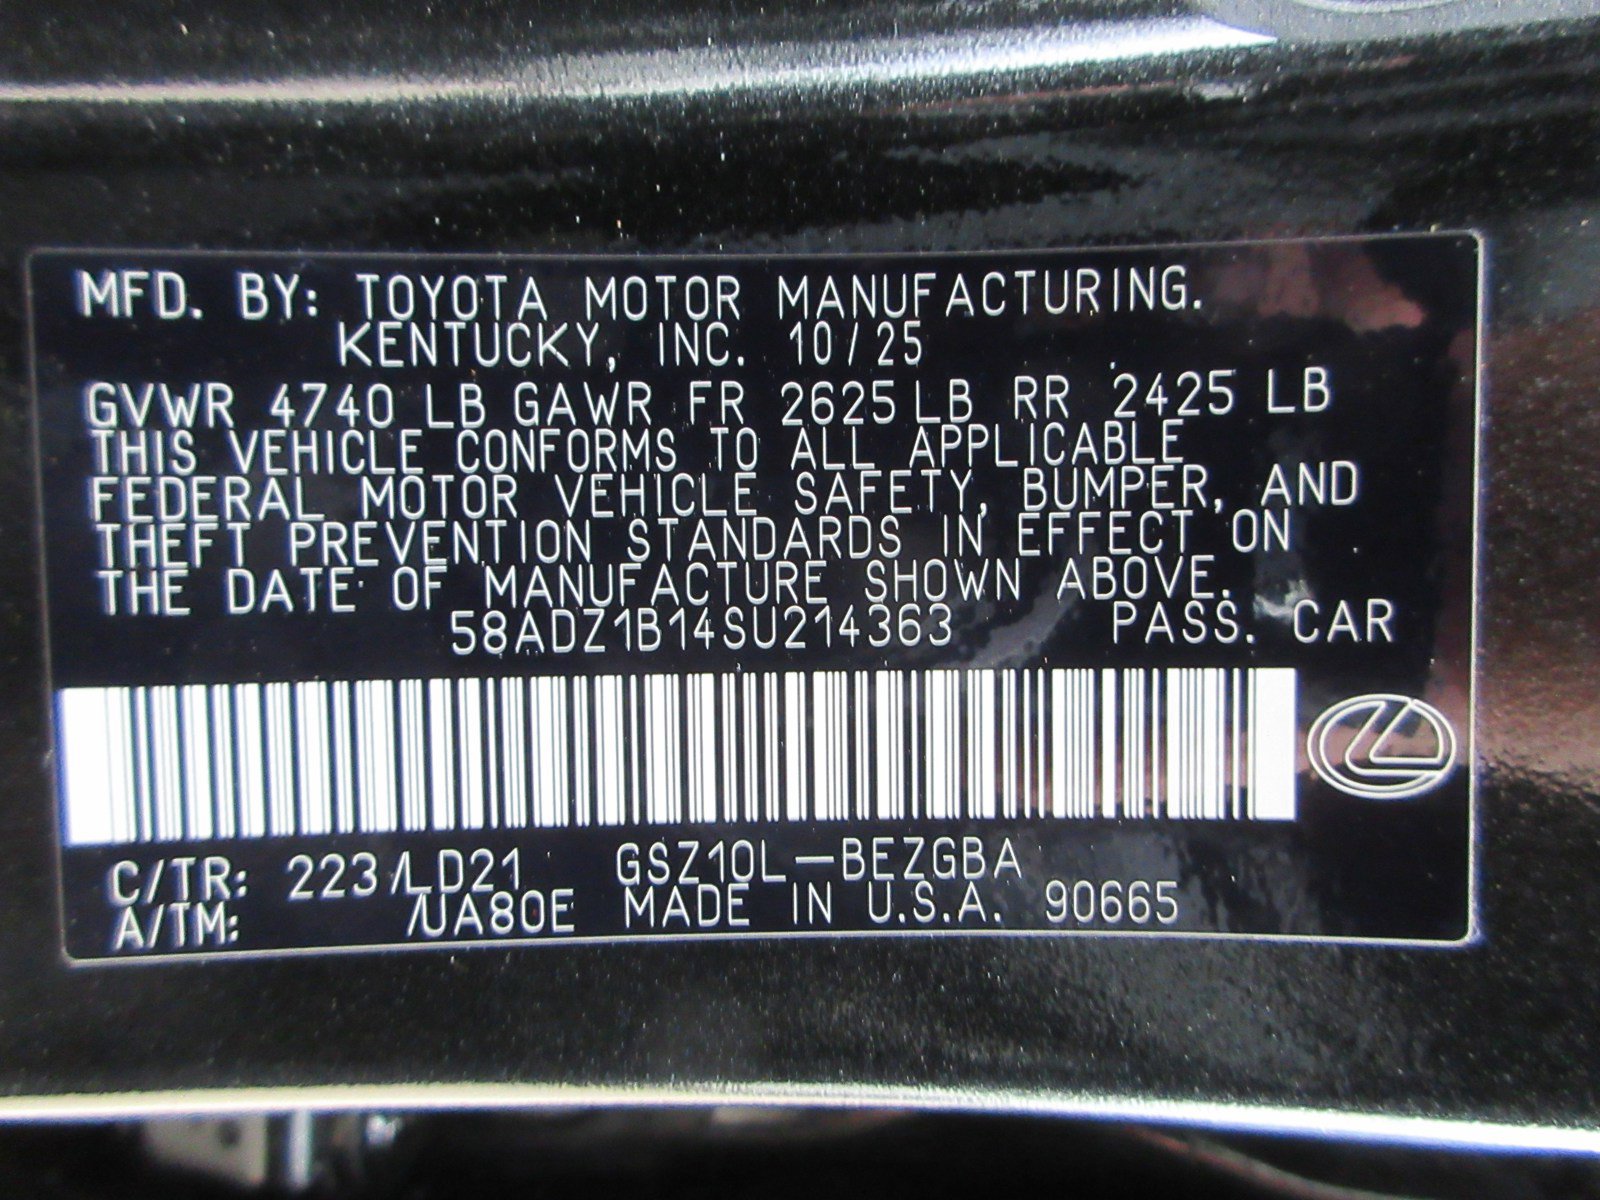 MFD. BY: TOYOTA MOTOR MANUFACTURING.
KENTUCKY, INC. 10/25
GVWR 4740 LB GAWR FR 2625 LB RR 2425 LB
THIS VEHICLE CONFORMS TO ALL APPLICABLE
FEDERAL MOTOR VEHICLE SAFETY, BUMPER, AND
THEFT PREVENTION STANDARDS IN EFFECT ON
THE DATE OF MANUFACTURE SHOWN ABOVE.
58ADZ1B14SU214363 PASS. CAR
C/TR: 223/LD21 GSZ10L-BEZGBA
A/TM: /UA80E MADE IN U.S.A. 90665